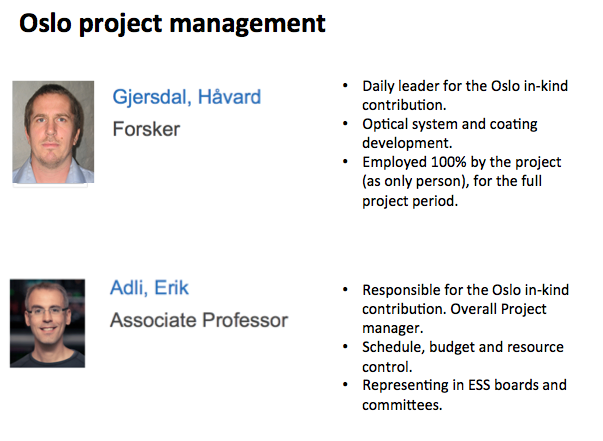 Oslo project management
Gjersdal, Håvard
Forsker
• Daily leader for the Oslo in-kind
contribution.
• Optical system and coating
development.
• Employed 100% by the project
(as only person), for the full
project period.
Adli, Erik
Associate Professor
• Responsible for the Oslo in-kind
contribution. Overall Project
manager.
• Schedule, budget and resource
control.
• Representing in ESS boards and
committees.